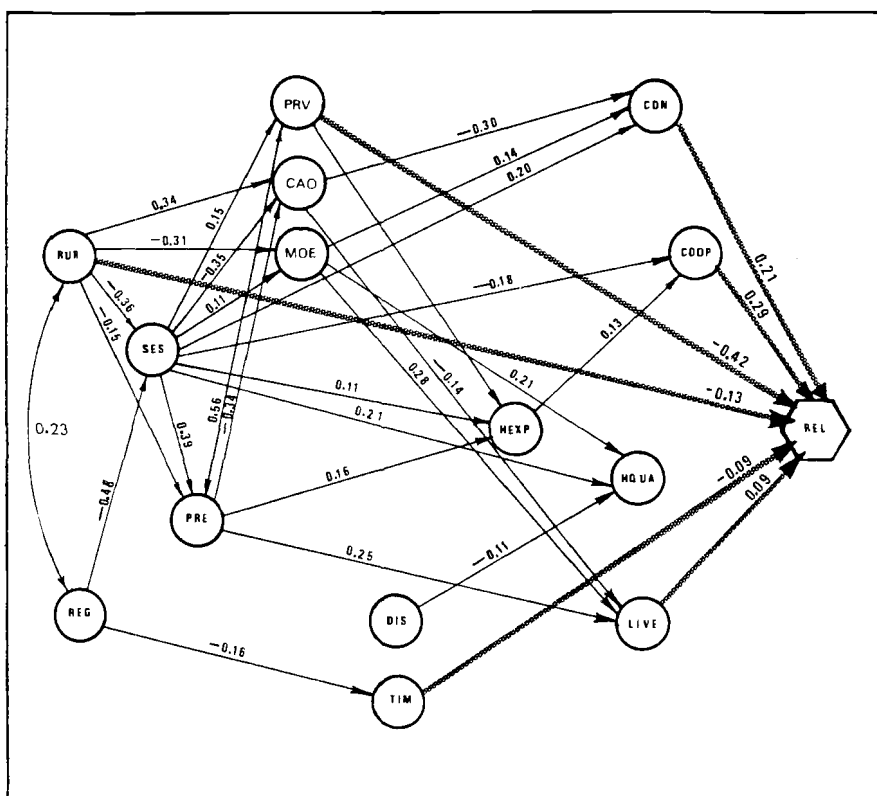 PRV
CDN
-0.30
CAO
0.14
0.20
0.34
0.15
RUR
-0.31
MOE
COOP
-0.35
-0.18
0.21
0.29
-0.36
0.11
-0.15
SES
0.13
-0.42
0.28
-0.14
0.21
-0.13
0.11
0.56
-0.14
0.23
0.39
0.21
HEXP
REL
HQUA
-0.09
0.16
0.09
-0.48
PRE
0.25
-0.11
REG
DIS
LIVE
-0.16
TIM